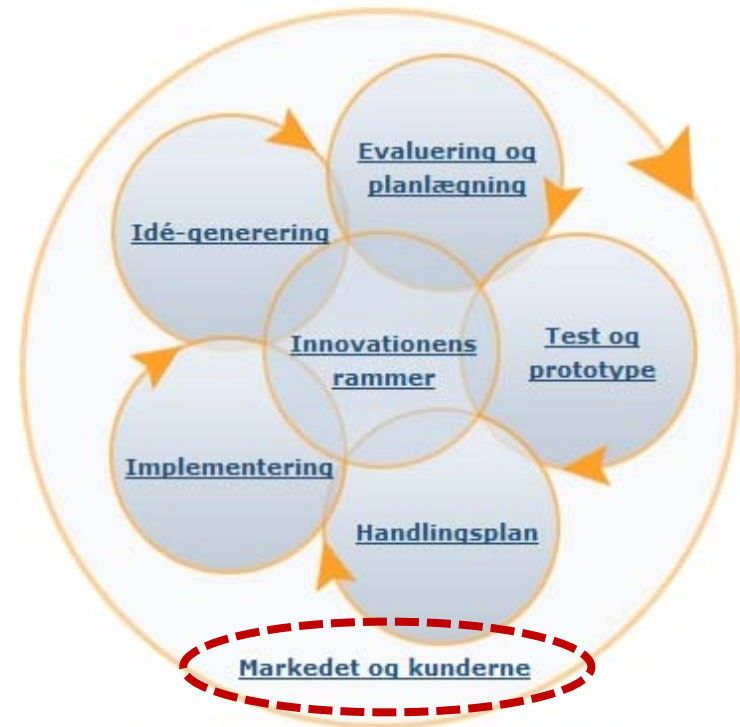 Evaluering og
planlægning
Idé-generering
Innovationens
rammer
Test og
prototype
Implementering
Handlingsplan
Markedet og kunderne